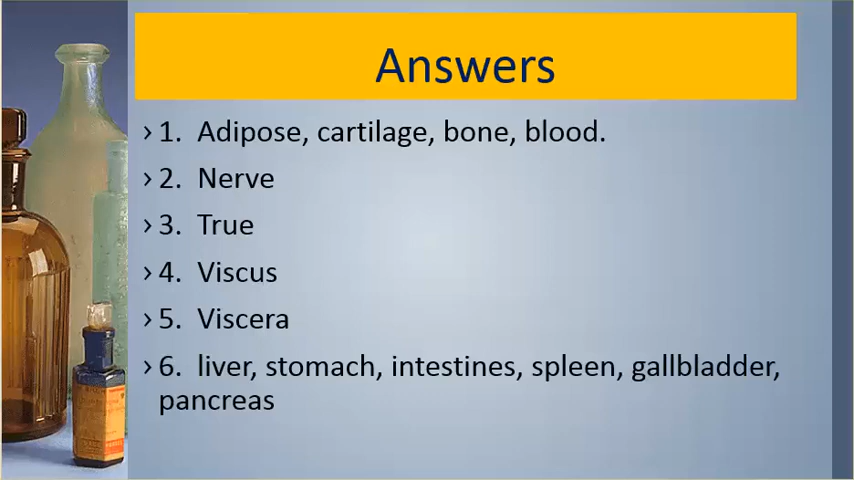 Answers
› 1. Adipose, cartilage, bone, blood.
› 2. Nerve
› 3. True
› 4. Viscus
› 5. Viscera
› 6. liver, stomach, intestines, spleen, gallbladder,
pancreas